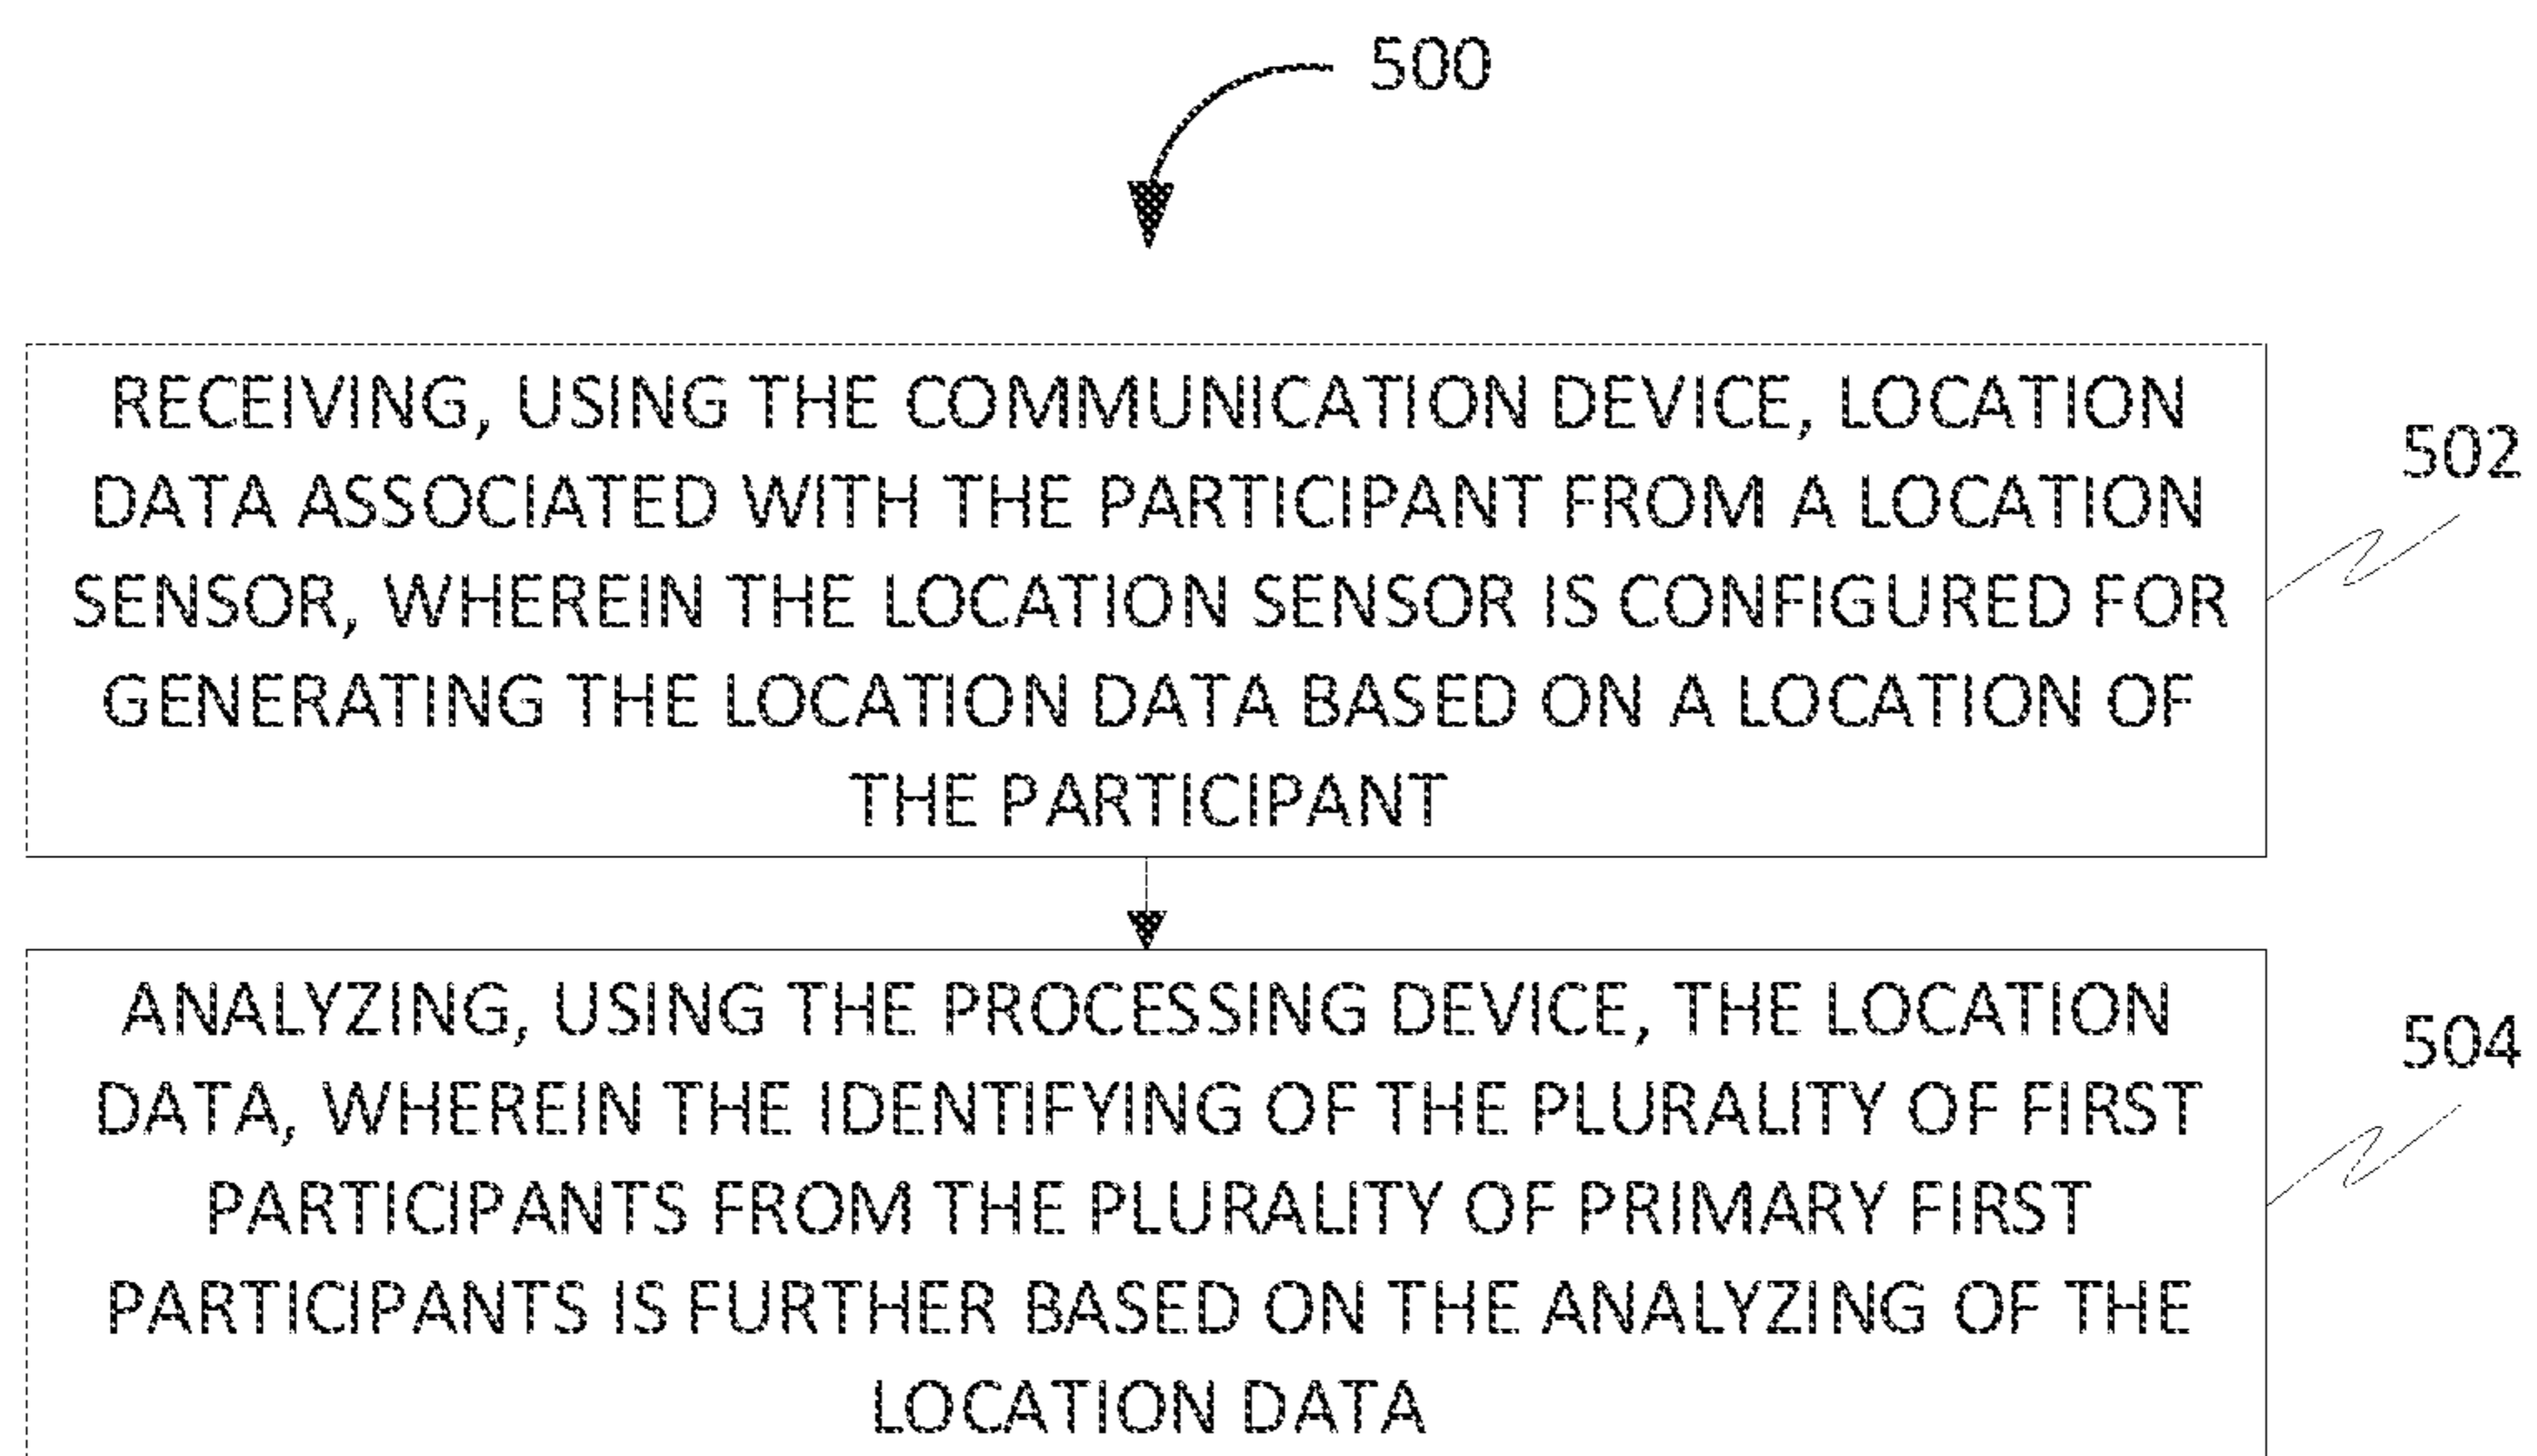 500
RECEIVING, USING THE COMMUNICATION DEVICE, LOCATION
DATA ASSOCIATED WITH THE PARTICIPANT FROM A LOCATION
SENSOR, WHEREIN THE LOCATION SENSOR IS CONFIGURED FOR
GENERATING THE LOCATION DATA BASED ON A LOCATION OF
THE PARTICIPANT
502
ANALYZING, USING THE PROCESSING DEVICE, THE LOCATION
DATA, WHEREIN THE IDENTIFYING OF THE PLURALITY OF FIRST
PARTICIPANTS FROM THE PLURALITY OF PRIMARY FIRST
PARTICIPANTS IS FURTHER BASED ON THE ANALYZING OF THE
LOCATION DATA
504